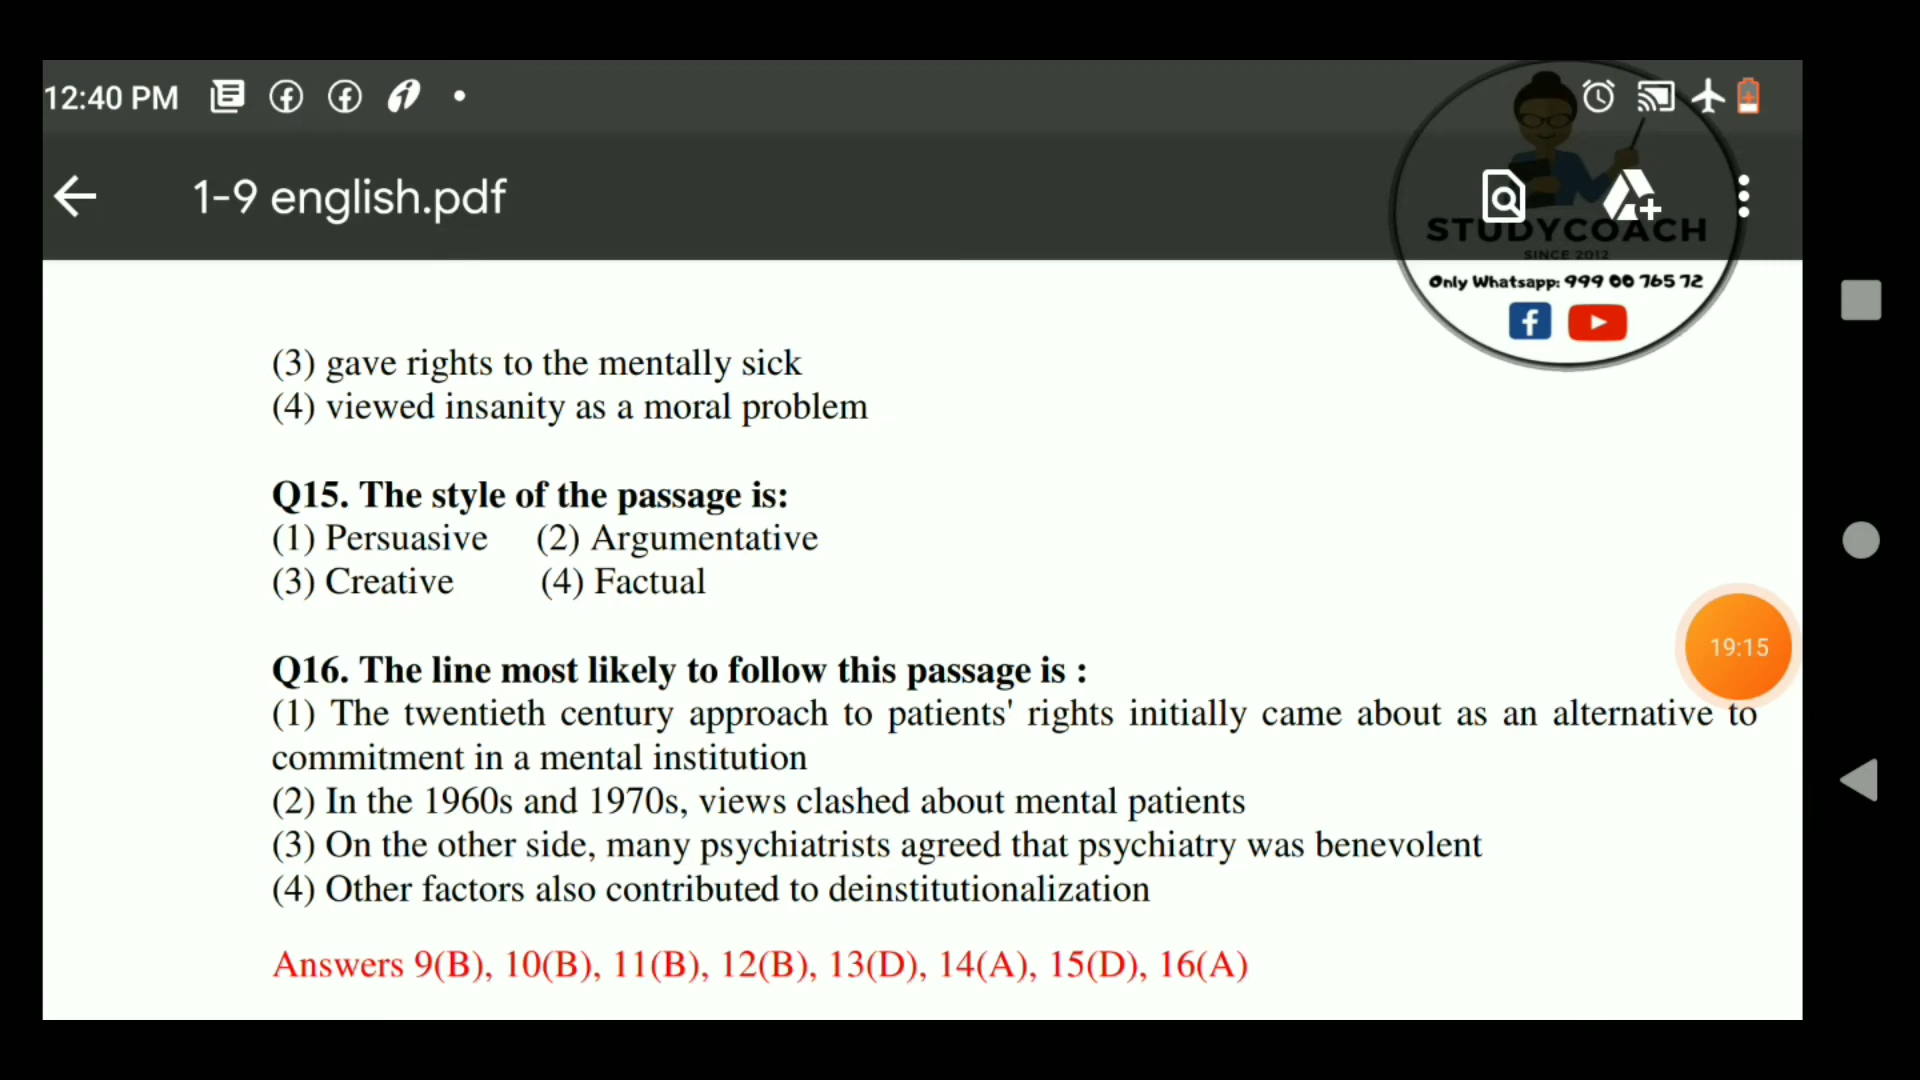 12:40 PM
1-9 english.pdf
STUDYCOACH
SINCE 2012
Only Whatsapp: 999 00 765 72
(3) gave rights to the mentally sick
(4) viewed insanity as a moral problem
Q15. The style of the passage is:
(1) Persuasive (2) Argumentative
(3) Creative (4) Factual
19:15
Q16. The line most likely to follow this passage is :
(1) The twentieth century approach to patients' rights initially came about as an alternative to
commitment in a mental institution
(2) In the 1960s and 1970s, views clashed about mental patients
(3) On the other side, many psychiatrists agreed that psychiatry was benevolent
(4) Other factors also contributed to deinstitutionalization
Answers 9(B), 10(B), 11(B), 12(B), 13(D), 14(A), 15(D), 16(A)